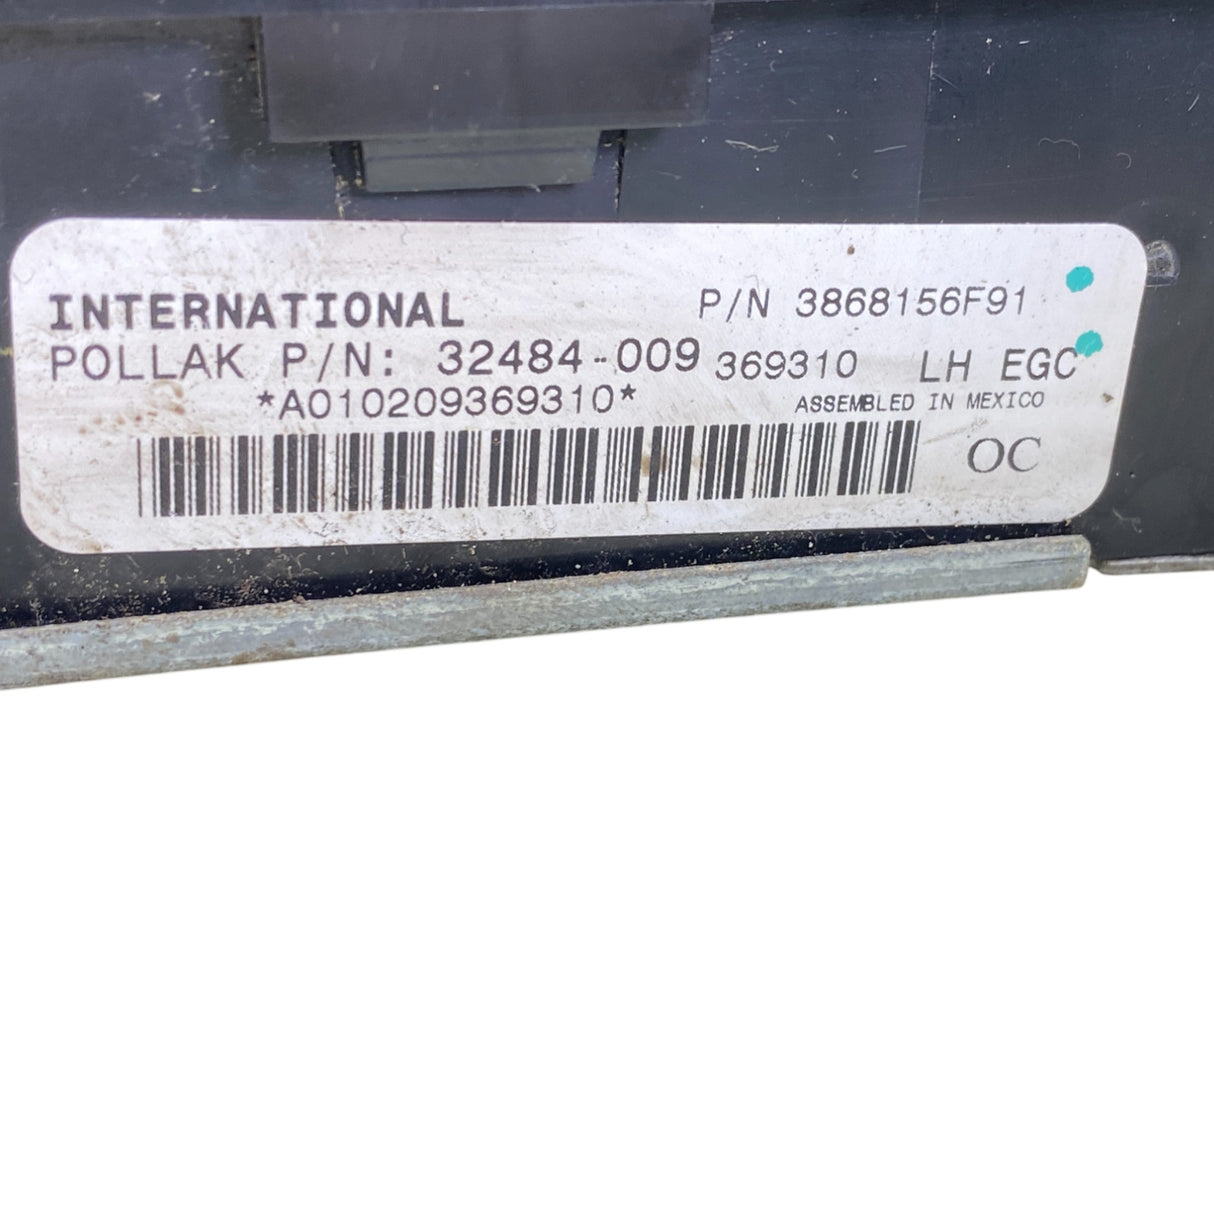 INTERNATIONAL P/N 3868156F91
POLLAK P/N: 32484-009 369310 LH EGC
*A010209369310* ASSEMBLED IN MEXICO
OC